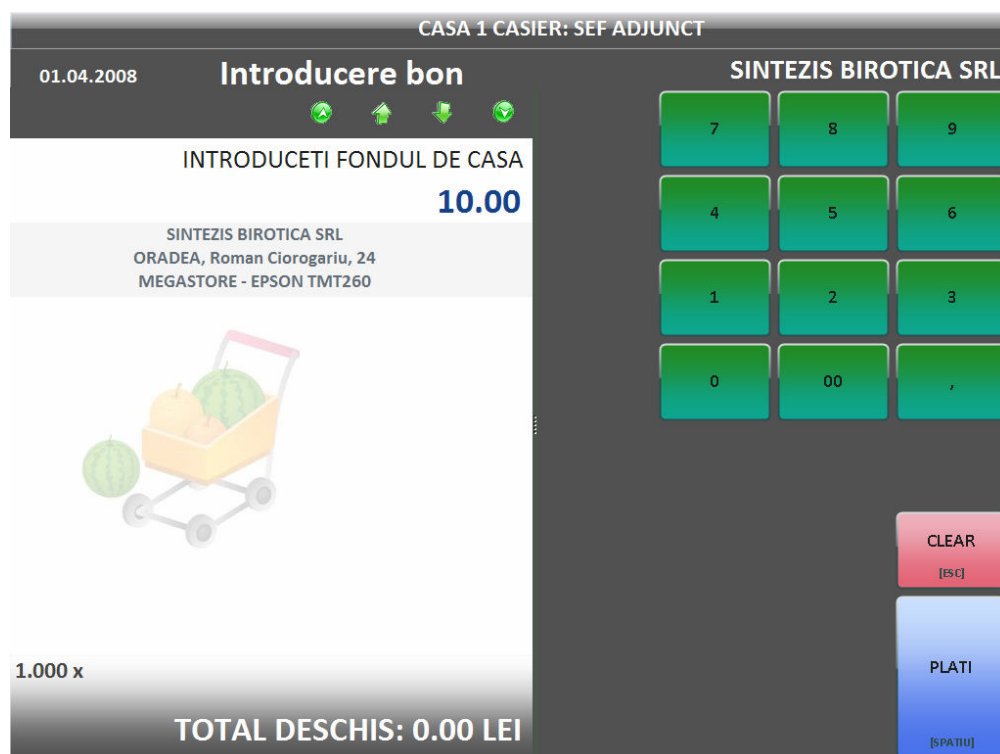 CASA 1 CASIER: SEF ADJUNCT
01.04.2008
Introducere bon
SINTEZIS BIROTICA SRL
INTRODUCETI FONDUL DE CASA
10.00
SINTEZIS BIROTICA SRL
ORADEA, Roman Ciorogariu, 24
MEGASTORE - EPSON TMT260
7 8 9
4 5 6
1 2 3
0 00 ,
CLEAR
[ESC]
PLATI
[SPATIU]
1.000 x
TOTAL DESCHIS: 0.00 LEI